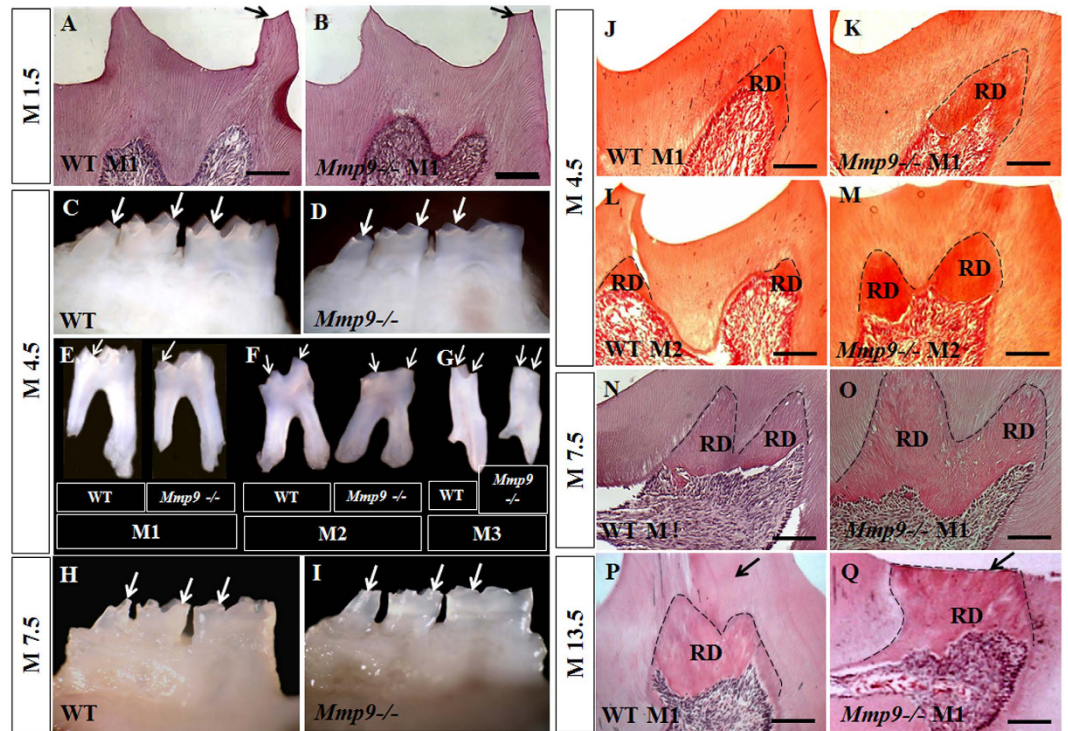 M 1.5
A
WT M1
B
Mmp9-/- M1
M 4.5
C
WT
D
Mmp9-/-
E
F
G
WT
Mmp9 -/-
WT
Mmp9 -/-
WT
Mmp9
-/-
M1
M2
M3
M 7.5
H
WT
I
Mmp9-/-
M 4.5
J
RD
WT M1
K
RD
Mmp9-/- M1
L
RD
RD
WT M2
M
RD
RD
Mmp9-/- M2
M 7.5
N
RD
RD
WT M!
O
RD
RD
Mmp9-/- M1
M 13.5
P
RD
WT M1
Q
RD
Mmp9-/- M1